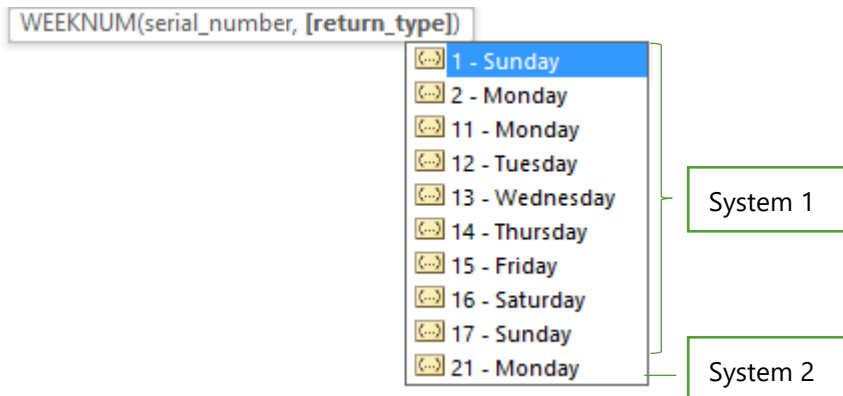 WEEKNUM(serial_number, [return_type])
1 - Sunday
2 - Monday
11 - Monday
12 - Tuesday
13 - Wednesday
14 - Thursday
15 - Friday
16 - Saturday
17 - Sunday
21 - Monday
System 1
System 2